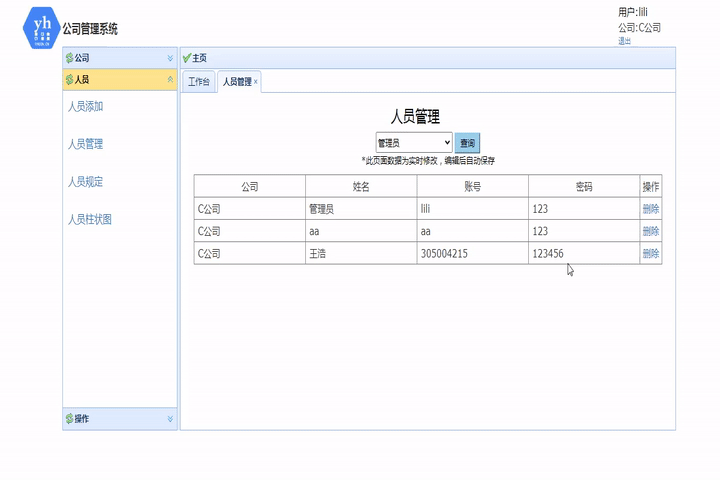 yh
公司管理系统
用户:lili
公司:C公司
退出
公司
人员
人员添加
人员管理
人员规定
人员柱状图
操作
主页
工作台 人员管理 ×
人员管理
管理员 查询
*此页面数据为实时修改，编辑后自动保存
公司 姓名 账号 密码 操作
C公司 管理员 lili 123 删除
C公司 aa aa 123 删除
C公司 王浩 305004215 123456 删除